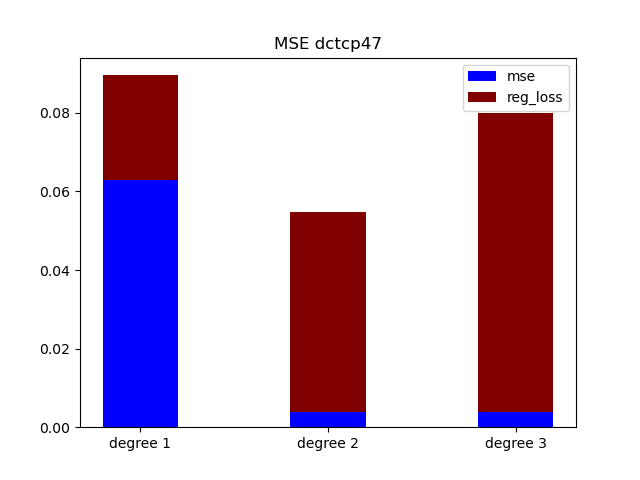 MSE dctcp47
mse
reg_loss
0.08
0.06
0.04
0.02
0.00
degree 1
degree 2
degree 3